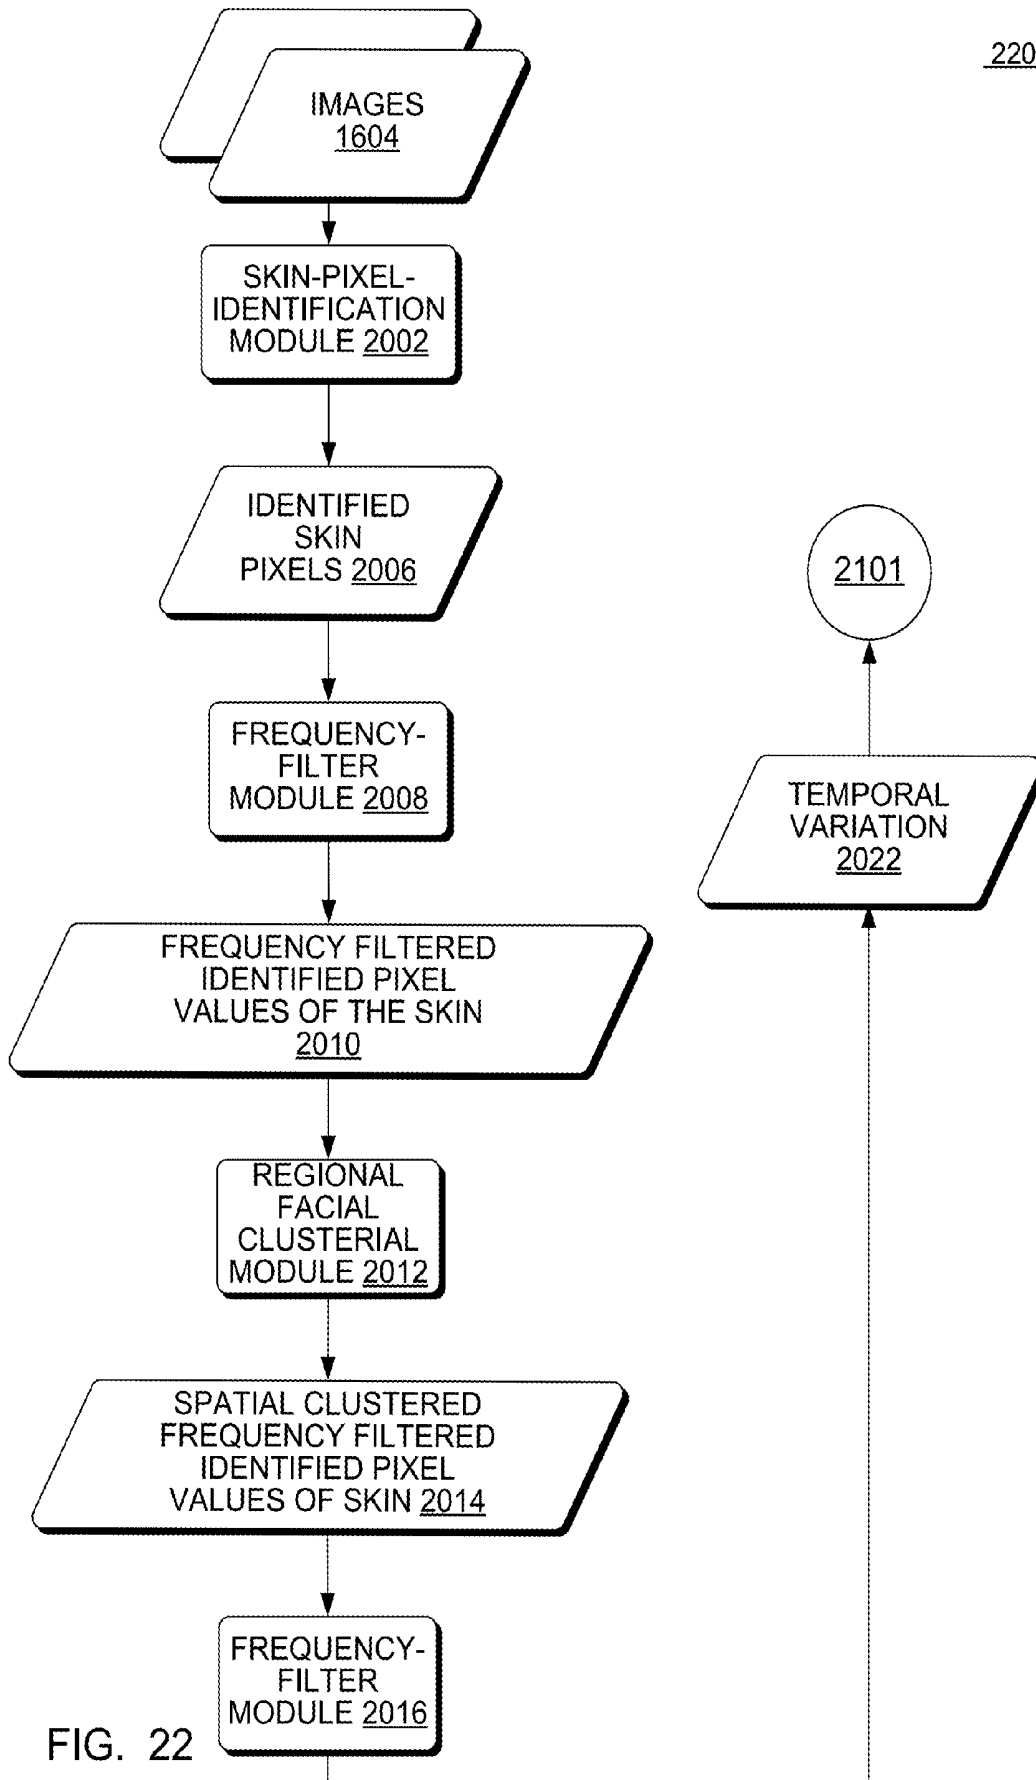 220
IMAGES
1604
SKIN-PIXEL-
IDENTIFICATION
MODULE 2002
IDENTIFIED
SKIN
PIXELS 2006
FREQUENCY-
FILTER
MODULE 2008
FREQUENCY FILTERED
IDENTIFIED PIXEL
VALUES OF THE SKIN
2010
REGIONAL
FACIAL
CLUSTERIAL
MODULE 2012
SPATIAL CLUSTERED
FREQUENCY FILTERED
IDENTIFIED PIXEL
VALUES OF SKIN 2014
FREQUENCY-
FILTER
MODULE 2016
2101
TEMPORAL
VARIATION
2022
FIG. 22